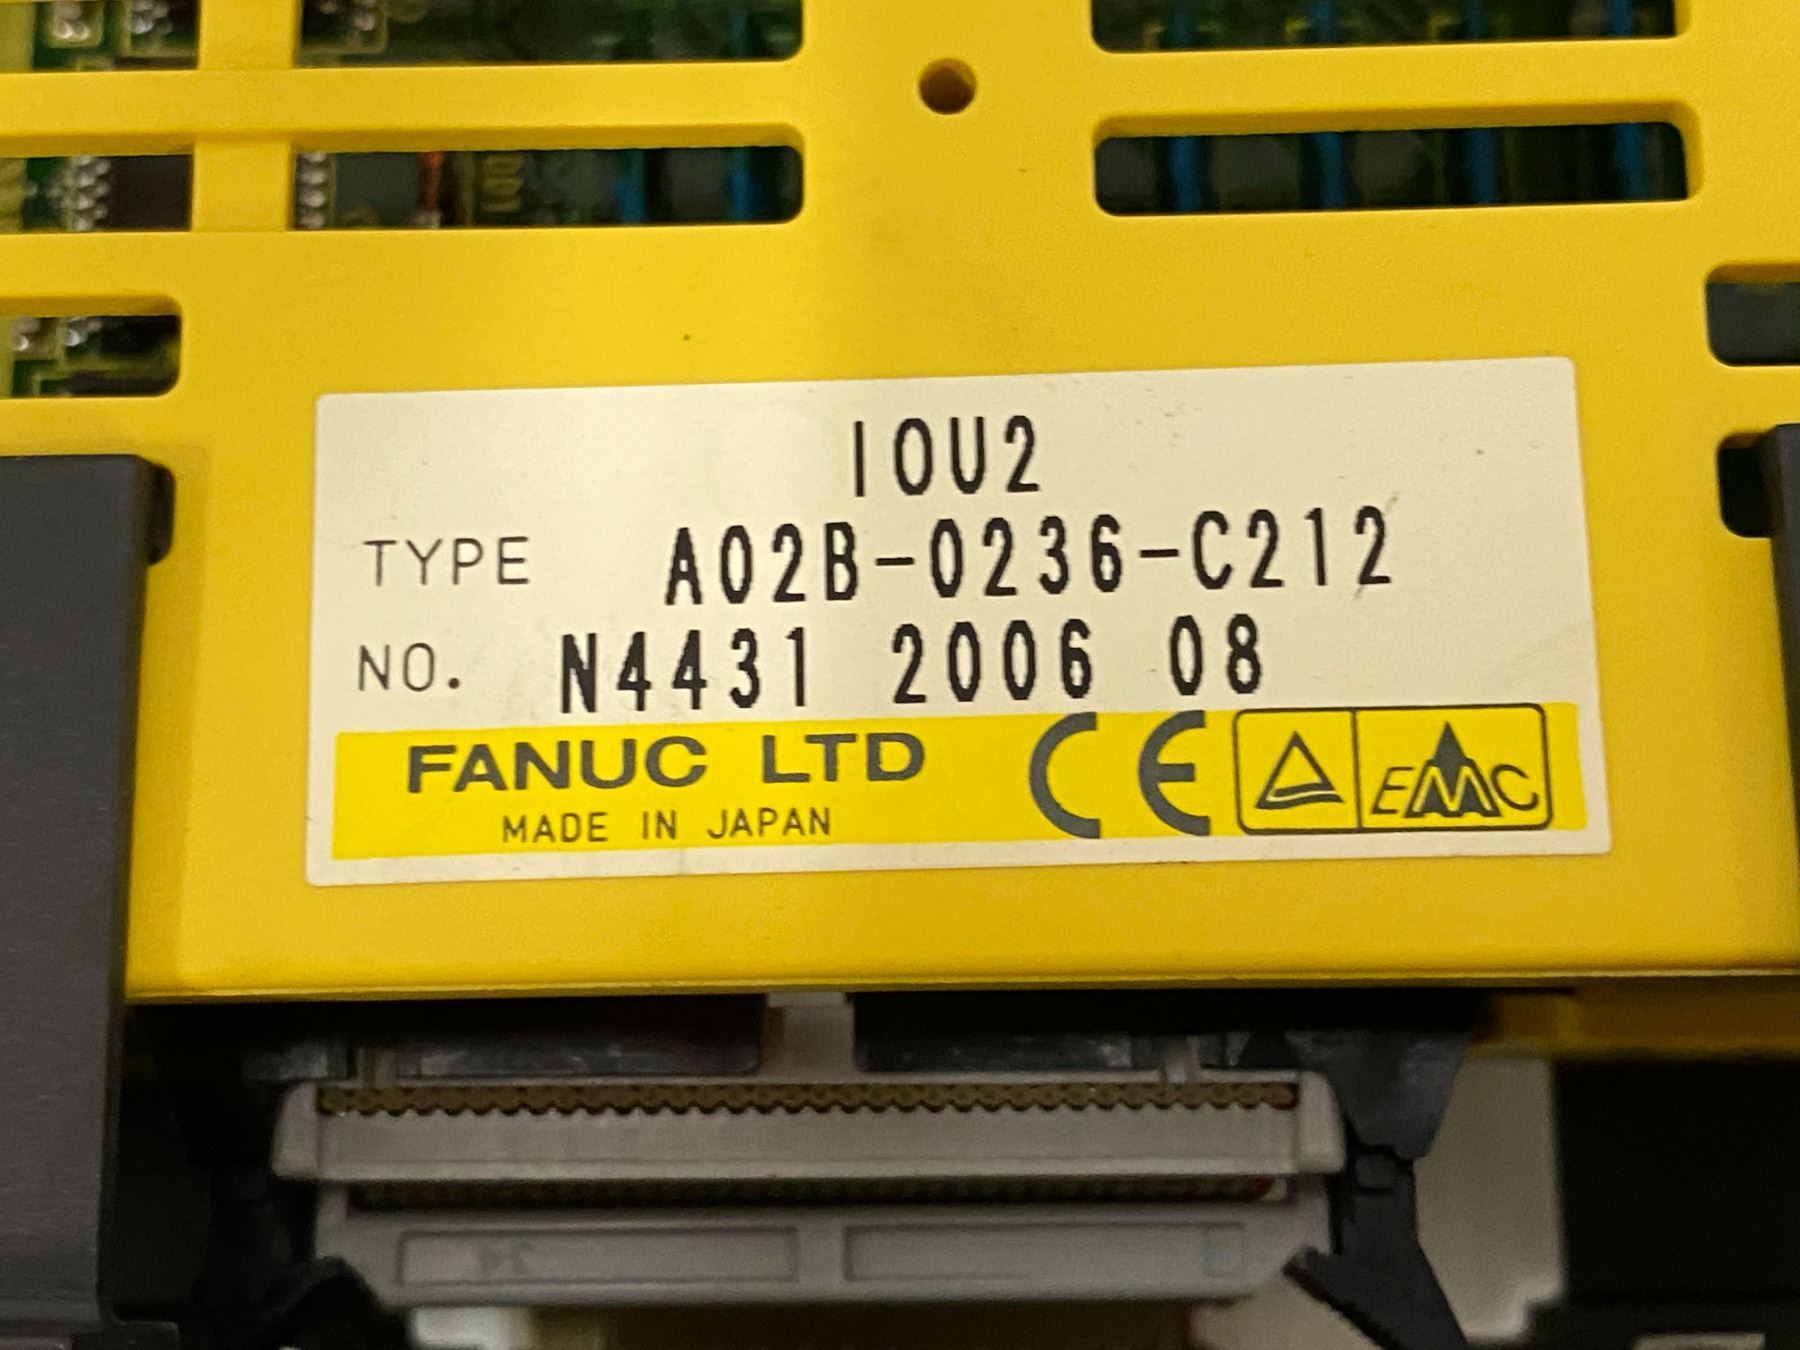 IOU2
TYPE A02B-0236-C212
NO. N4431 2006 08
FANUC LTD CE EMC
MADE IN JAPAN